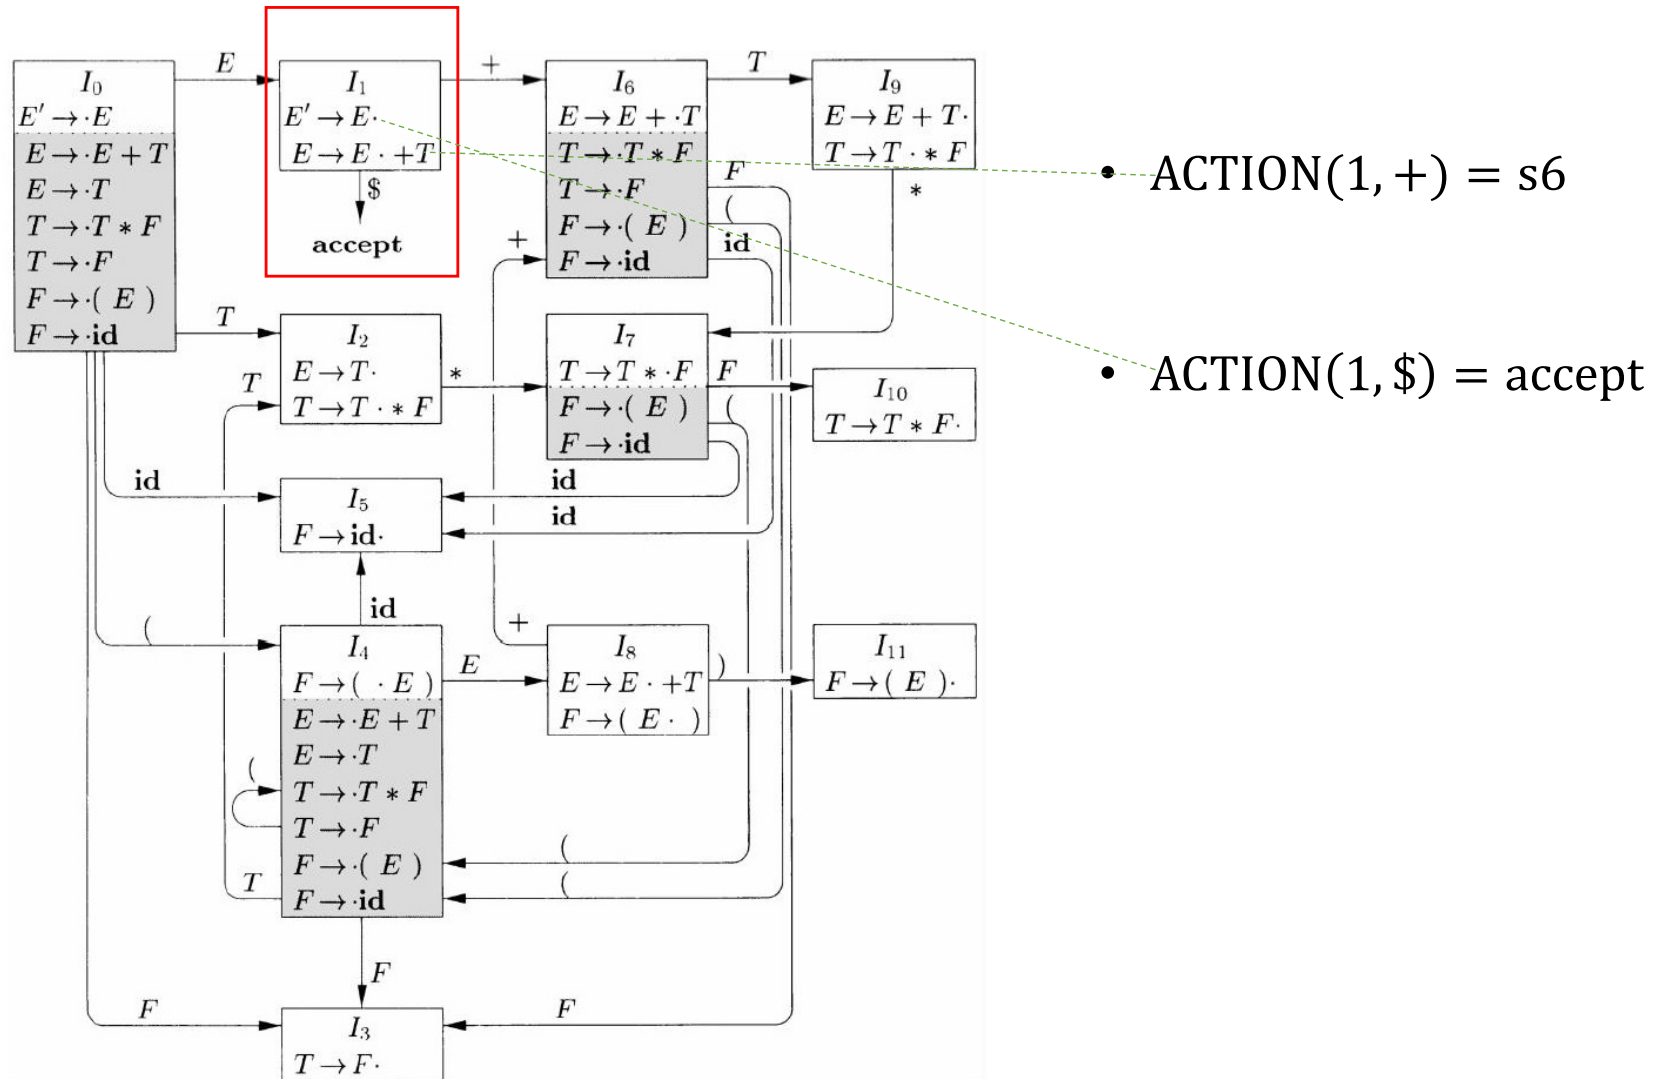 I₀
E′ → ·E
E → ·E + T
E → ·T
T → ·T * F
T → ·F
F → ·( E )
F → ·id
E
I₁
E′ → E·
E → E · +T
$
accept
+
I₆
E → E + ·T
T → ·T * F
T → ·F
F → ·( E )
F → ·id
T
I₉
E → E + T·
T → T · * F
*
F
(
id
+
• ACTION(1, +) = s6
• ACTION(1, $) = accept
T
I₂
E → T·
T → T · * F
T
*
I₇
T → T * ·F
F → ·( E )
F → ·id
F
(
I₁₀
T → T * F·
id
I₅
F → id·
id
id
id
(
I₄
F → ( · E )
E → ·E + T
E → ·T
T → ·T * F
T → ·F
F → ·( E )
F → ·id
E
+
I₈
E → E · +T
F → ( E · )
)
I₁₁
F → ( E )·
(
T
(
(
F
F
F
I₃
T → F·